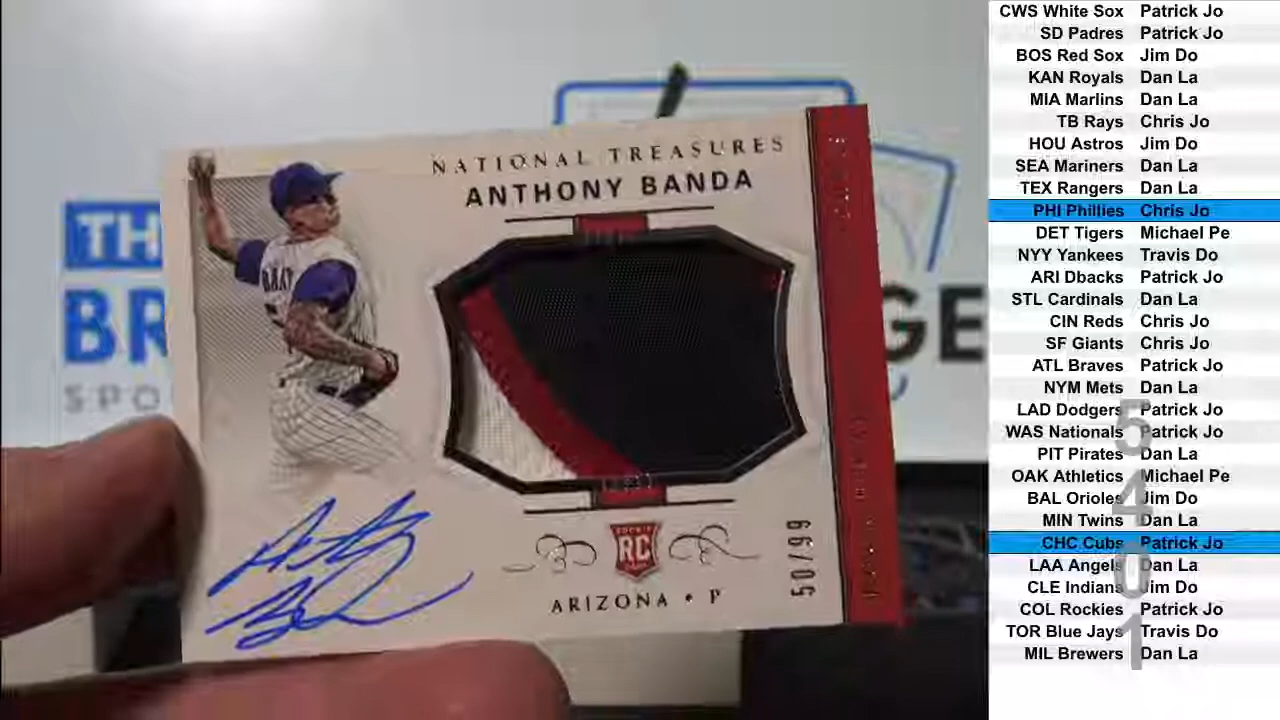 NATIONAL TREASURES
ANTHONY BANDA
RC
ARIZONA • P
50/99
TH
BR
GE
SPO
CWS White Sox Patrick Jo
SD Padres Patrick Jo
BOS Red Sox Jim Do
KAN Royals Dan La
MIA Marlins Dan La
TB Rays Chris Jo
HOU Astros Jim Do
SEA Mariners Dan La
TEX Rangers Dan La
PHI Phillies Chris Jo
DET Tigers Michael Pe
NYY Yankees Travis Do
ARI Dbacks Patrick Jo
STL Cardinals Dan La
CIN Reds Chris Jo
SF Giants Chris Jo
ATL Braves Patrick Jo
NYM Mets Dan La
LAD Dodgers Patrick Jo
WAS Nationals Patrick Jo
PIT Pirates Dan La
OAK Athletics Michael Pe
BAL Orioles Jim Do
MIN Twins Dan La
CHC Cubs Patrick Jo
LAA Angels Dan La
CLE Indians Jim Do
COL Rockies Patrick Jo
TOR Blue Jays Travis Do
MIL Brewers Dan La
5401